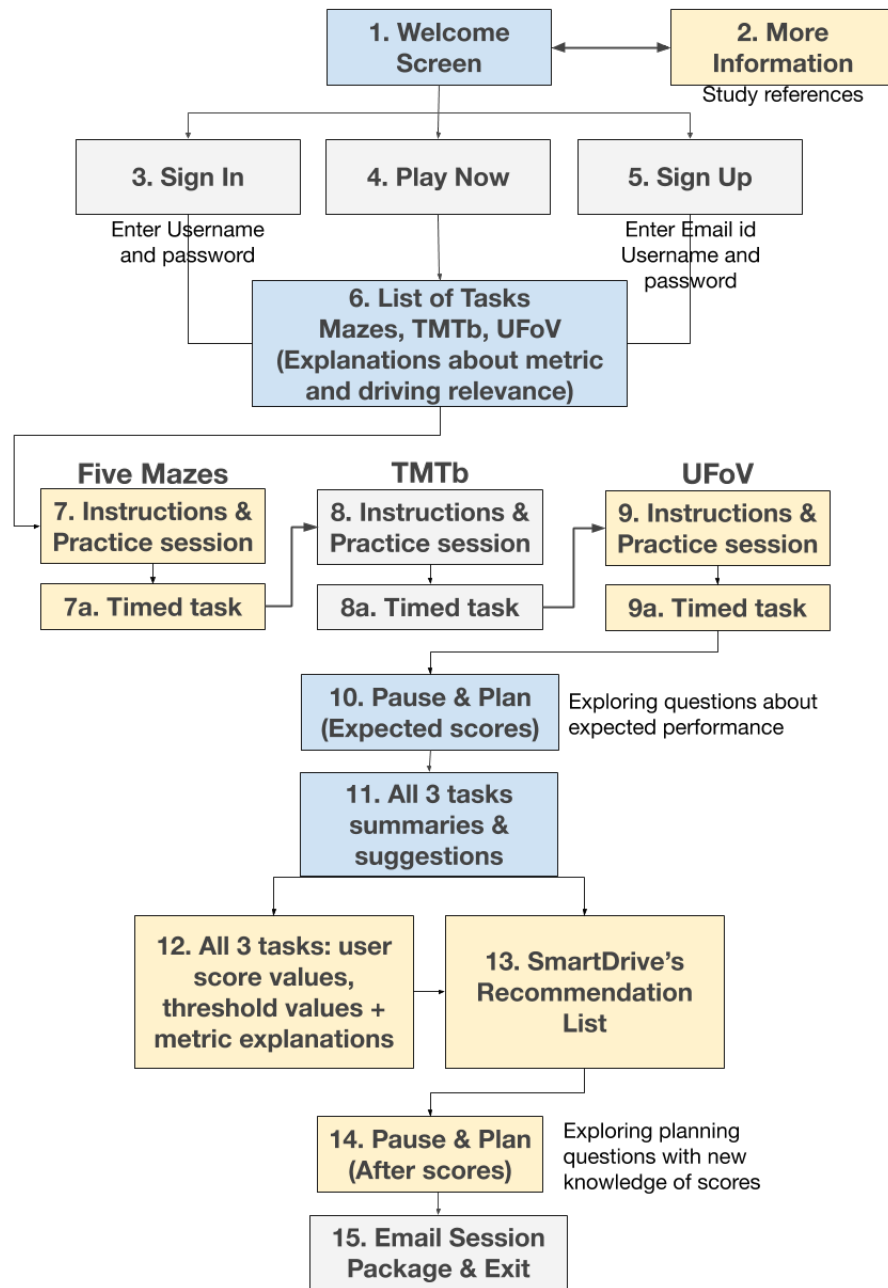 1. Welcome
Screen
2. More
Information
Study references
3. Sign In
4. Play Now
5. Sign Up
Enter Username
and password
Enter Email id
Username and
password
6. List of Tasks
Mazes, TMTb, UFoV
(Explanations about metric
and driving relevance)
Five Mazes
TMTb
UFoV
7. Instructions &
Practice session
8. Instructions &
Practice session
9. Instructions &
Practice session
7a. Timed task
8a. Timed task
9a. Timed task
10. Pause & Plan
(Expected scores)
Exploring questions about
expected performance
11. All 3 tasks
summaries &
suggestions
12. All 3 tasks: user
score values,
threshold values +
metric explanations
13. SmartDrive’s
Recommendation
List
14. Pause & Plan
(After scores)
Exploring planning
questions with new
knowledge of scores
15. Email Session
Package & Exit